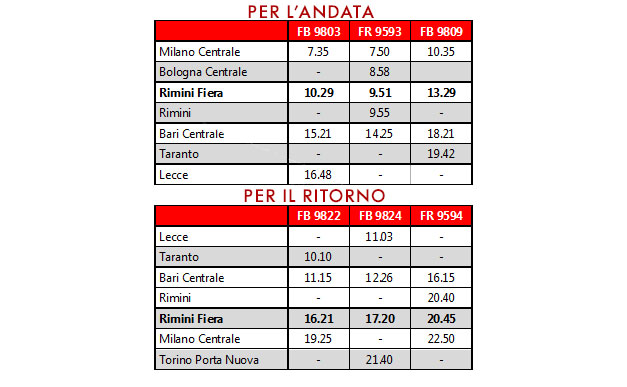 PER L'ANDATA
FB 9803 FR 9593 FB 9809
Milano Centrale 7.35 7.50 10.35
Bologna Centrale - 8.58
Rimini Fiera 10.29 9.51 13.29
Rimini - 9.55 -
Bari Centrale 15.21 14.25 18.21
Taranto - - 19.42
Lecce 16.48 - -
PER IL RITORNO
FB 9822 FB 9824 FR 9594
Lecce - 11.03 -
Taranto 10.10 - -
Bari Centrale 11.15 12.26 16.15
Rimini - - 20.40
Rimini Fiera 16.21 17.20 20.45
Milano Centrale 19.25 - 22.50
Torino Porta Nuova - 21.40 -